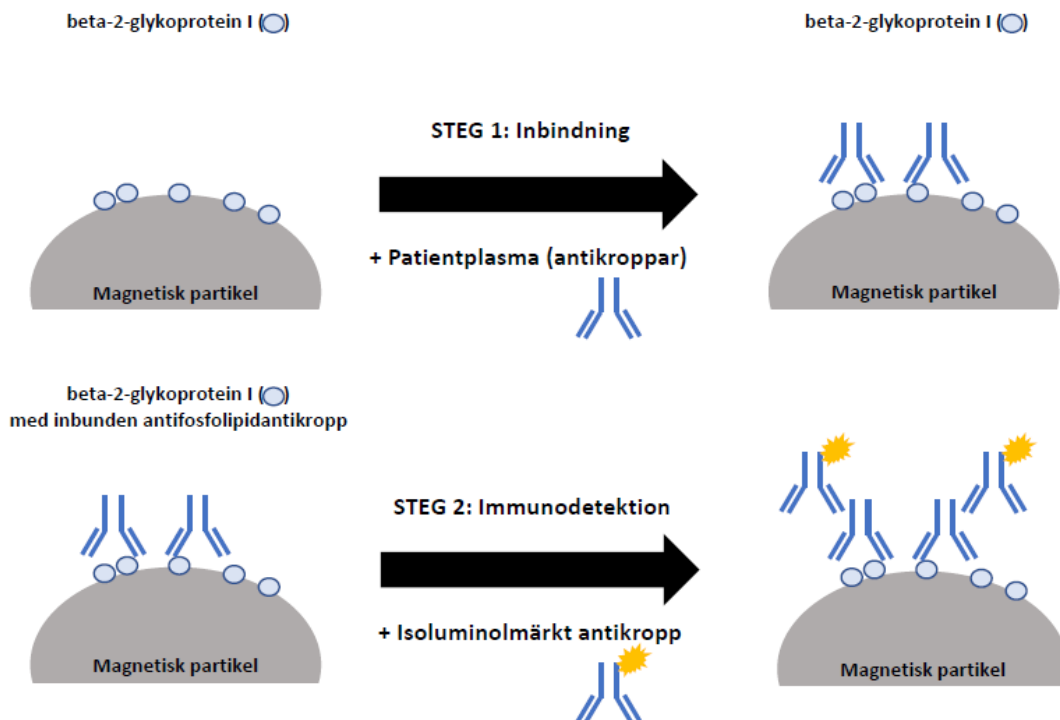 beta-2-glykoprotein I ()
beta-2-glykoprotein I ()
STEG 1: Inbindning
+ Patientplasma (antikroppar)
Magnetisk partikel
Magnetisk partikel
beta-2-glykoprotein I ()
med inbunden antifosfolipidantikropp
STEG 2: Immunodetektion
+ Isoluminolmärkt antikropp
Magnetisk partikel
Magnetisk partikel